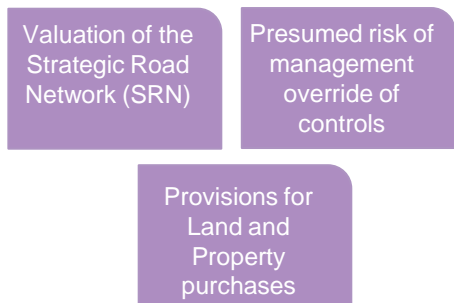 Valuation of the
Strategic Road
Network (SRN)
Presumed risk of
management
override of
controls
Provisions for
Land and
Property
purchases